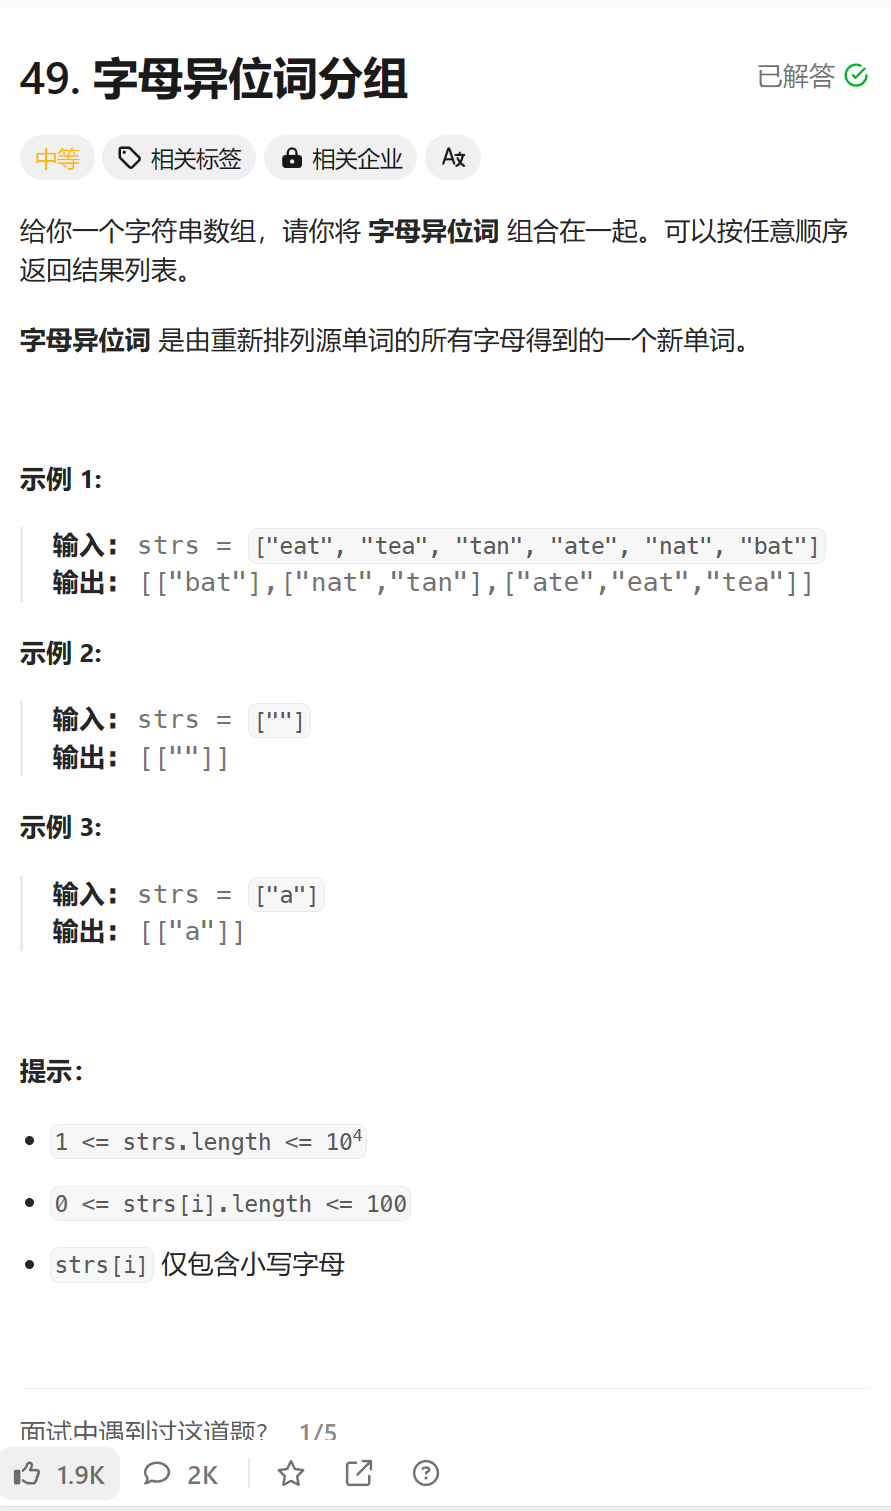 49. 字母异位词分组
已解答
中等
相关标签
相关企业
给你一个字符串数组，请你将 字母异位词 组合在一起。可以按任意顺序
返回结果列表。
字母异位词 是由重新排列源单词的所有字母得到的一个新单词。
示例 1:
输入: strs = ["eat", "tea", "tan", "ate", "nat", "bat"]
输出: [["bat"],["nat","tan"],["ate","eat","tea"]]
示例 2:
输入: strs = [""]
输出: [[""]]
示例 3:
输入: strs = ["a"]
输出: [["a"]]
提示：
1 <= strs.length <= 10⁴
0 <= strs[i].length <= 100
strs[i] 仅包含小写字母
面试中遇到过这道题? 1/5
1.9K
2K